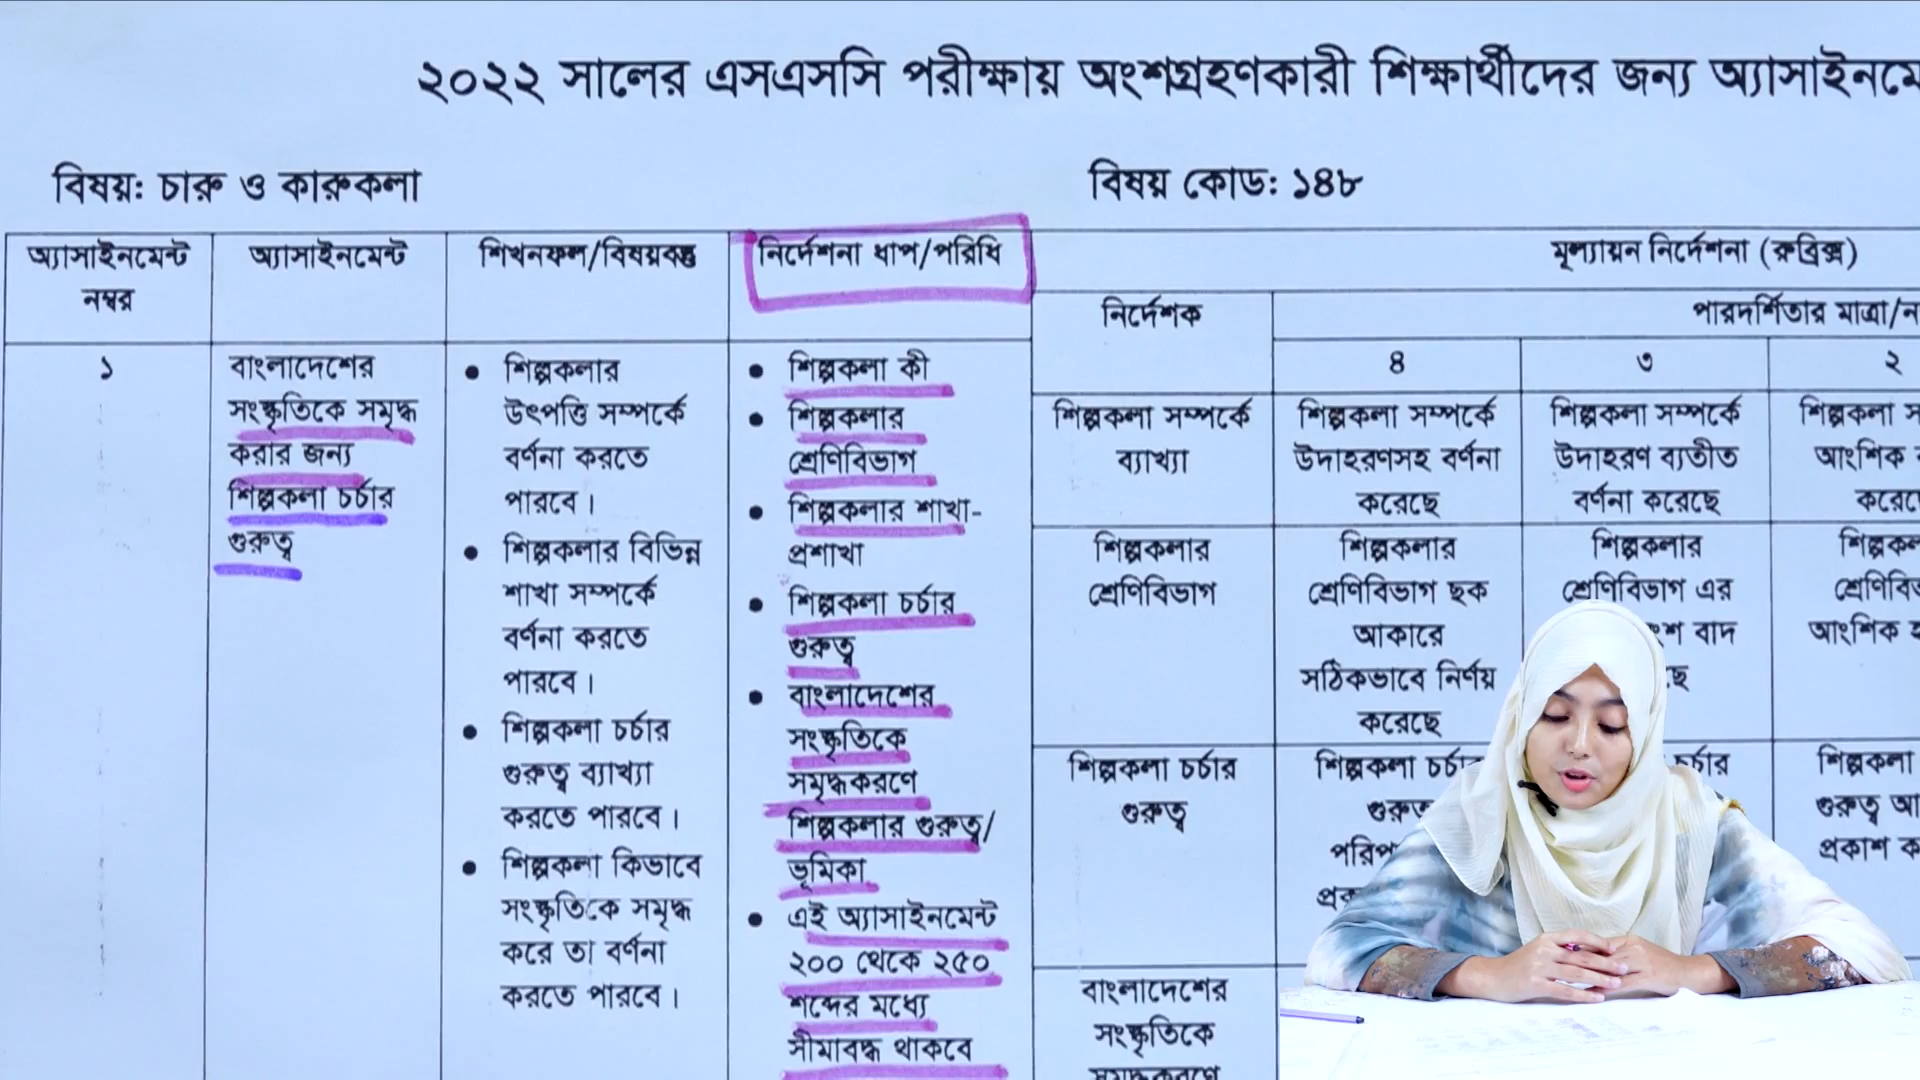 ২০২২ সালের এসএসসি পরীক্ষায় অংশগ্রহণকারী শিক্ষার্থীদের জন্য
বিষয়: চারু ও কারুকলা
বিষয় কোড: ১৪৮
অ্যাসাইনমেন্ট
নম্বর
অ্যাসাইনমেন্ট
শিখনফল/বিষয়বস্তু
নির্দেশনা ধাপ/পরিধি
মূল্যায়ন নির্দেশনা (রুব্রিক্স)
নির্দেশক
পারদর্শিতার মাত্রা/
৪
৩
২
১
বাংলাদেশের
সংস্কৃতিকে সমৃদ্ধ
করার জন্য
শিল্পকলা চর্চার
গুরুত্ব
• শিল্পকলার
উৎপত্তি সম্পর্কে
বর্ণনা করতে
পারবে।
• শিল্পকলার বিভিন্ন
শাখা সম্পর্কে
বর্ণনা করতে
পারবে।
• শিল্পকলা চর্চার
গুরুত্ব ব্যাখ্যা
করতে পারবে।
• শিল্পকলা কিভাবে
সংস্কৃতিকে সমৃদ্ধ
করে তা বর্ণনা
করতে পারবে।
• শিল্পকলা কী
• শিল্পকলার
শ্রেণিবিভাগ
• শিল্পকলার শাখা-
প্রশাখা
• শিল্পকলা চর্চার
গুরুত্ব
• বাংলাদেশের
সংস্কৃতিকে
সমৃদ্ধকরণে
শিল্পকলার গুরুত্ব/
ভূমিকা
• এই অ্যাসাইনমেন্ট
২০০ থেকে ২৫০
শব্দের মধ্যে
সীমাবদ্ধ থাকবে
শিল্পকলা সম্পর্কে
ব্যাখ্যা
শিল্পকলা সম্পর্কে
উদাহরণসহ বর্ণনা
করেছে
শিল্পকলা সম্পর্কে
উদাহরণ ব্যতীত
বর্ণনা করেছে
শিল্পকলা
আংশিক
শিল্পকলার
শ্রেণিবিভাগ
শিল্পকলার
শ্রেণিবিভাগ ছক
আকারে
সঠিকভাবে নির্ণয়
করেছে
শিল্পকলার
শ্রেণিবিভাগ এর
বাদ
আংশিক
শিল্পকলা চর্চার
গুরুত্ব
শিল্পকলা
শিল্পকলা
গুরুত্ব
প্রকাশ
বাংলাদেশের
সংস্কৃতিকে
সমৃদ্ধকরণে